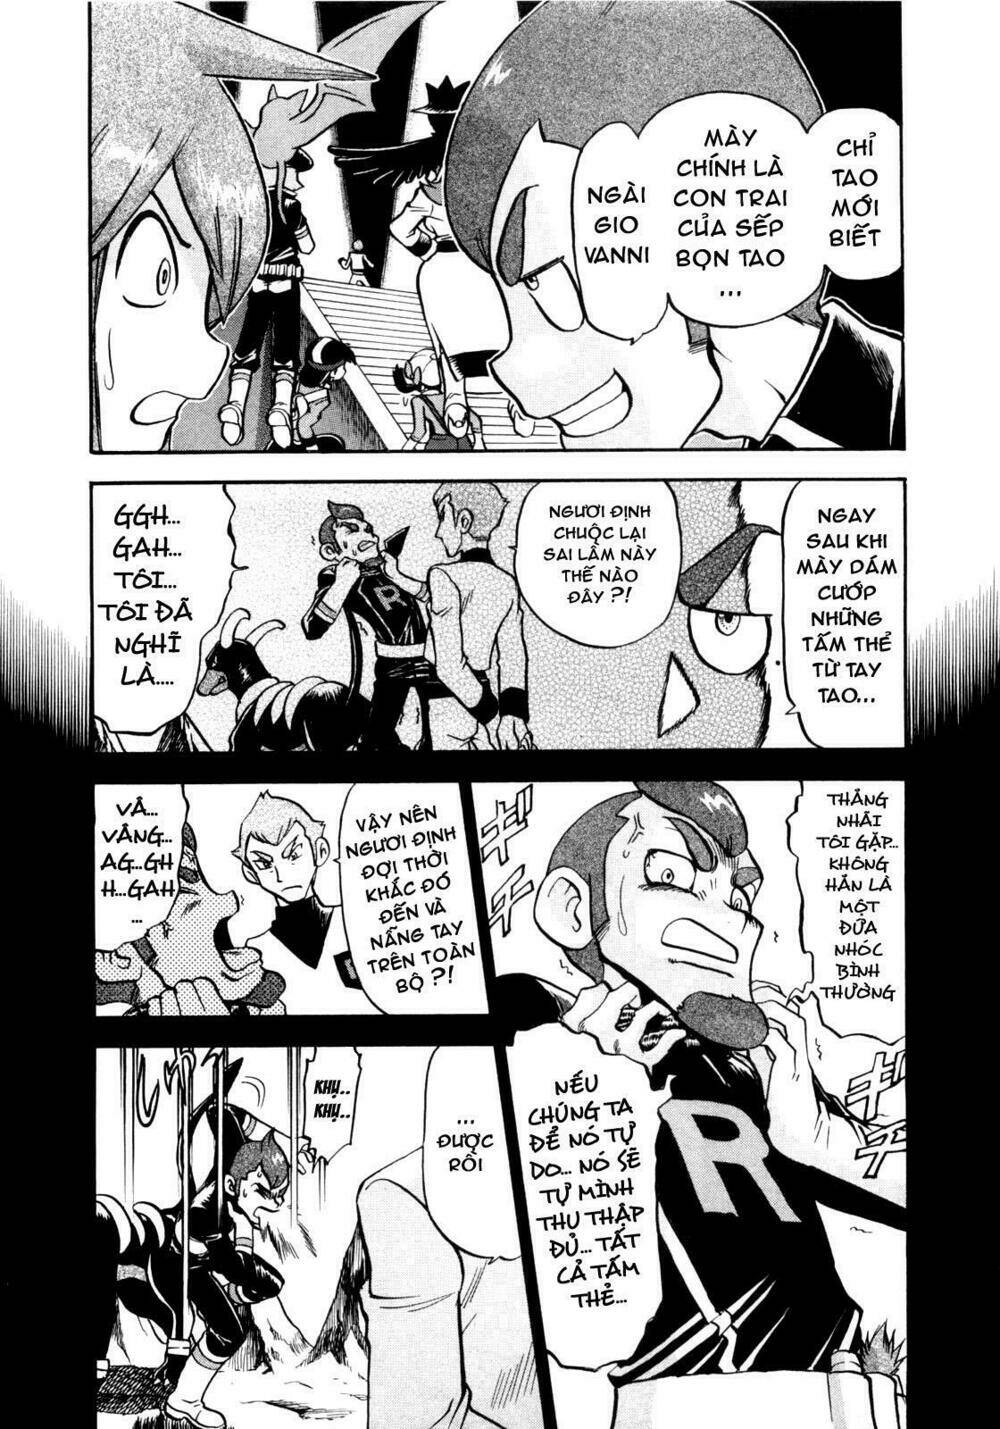 CHỈ
TAO
MỚI
BIẾT
MÀY
CHÍNH LÀ
CON TRAI
CỦA SẾP
BỌN TAO
...
NGÀI
GIO
VANNI
NGAY
SAU KHI
MÀY DÁM
CƯỚP
NHỮNG
TẤM THẺ
TỪ TAY
TAO...
NGƯƠI ĐỊNH
CHUỘC LẠI
SAI LẦM NÀY
THẾ NÀO
ĐÂY ?!
GGH...
GAH...
TÔI...
TÔI ĐÃ
NGHĨ
LÀ....
R
THẰNG
NHÃI
TÔI GẶP...
KHÔNG
HẲN LÀ
MỘT
ĐỨA
NHÓC
BÌNH
THƯỜNG
ギギ
NẾU
CHÚNG TA
ĐỂ NÓ TỰ
DO... NÓ SẼ
TỰ MÌNH
THU THẬP
ĐỦ... TẤT
CẢ TẤM
THẺ...
R
VẬY NÊN
NGƯƠI ĐỊNH
ĐỢI THỜI
KHẮC ĐÓ
ĐẾN VÀ
NẪNG TAY
TRÊN TOÀN
BỘ ?!
VÂ...
VÂNG...
AG...GH
H...GAH
...
...
ĐƯỢC
RỒI
KHỤ..
KHỤ..